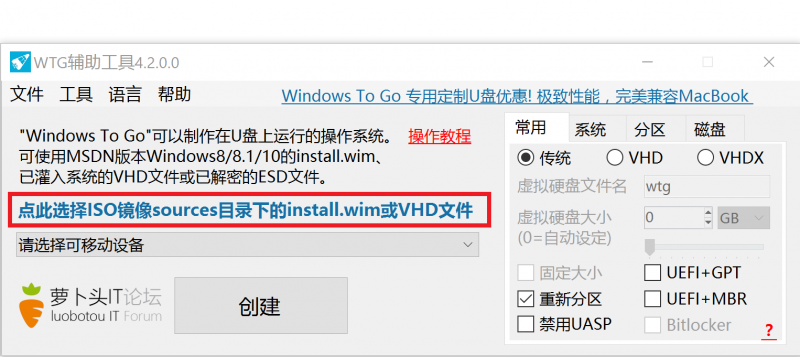 WTG辅助工具4.2.0.0
文件 工具 语言 帮助
Windows To Go 专用定制U盘优惠! 极致性能，完美兼容MacBook
"Windows To Go"可以制作在U盘上运行的操作系统。 操作教程
可使用MSDN版本Windows8/8.1/10的install.wim、
已灌入系统的VHD文件或已解密的ESD文件。
点此选择ISO镜像sources目录下的install.wim或VHD文件
请选择可移动设备
萝卜头IT论坛
luobotou IT Forum
创建
常用 系统 分区 磁盘
传统 VHD VHDX
虚拟硬盘文件名 wtg
虚拟硬盘大小 0 GB
(0=自动设定)
固定大小 UEFI+GPT
重新分区 UEFI+MBR
禁用UASP Bitlocker ?